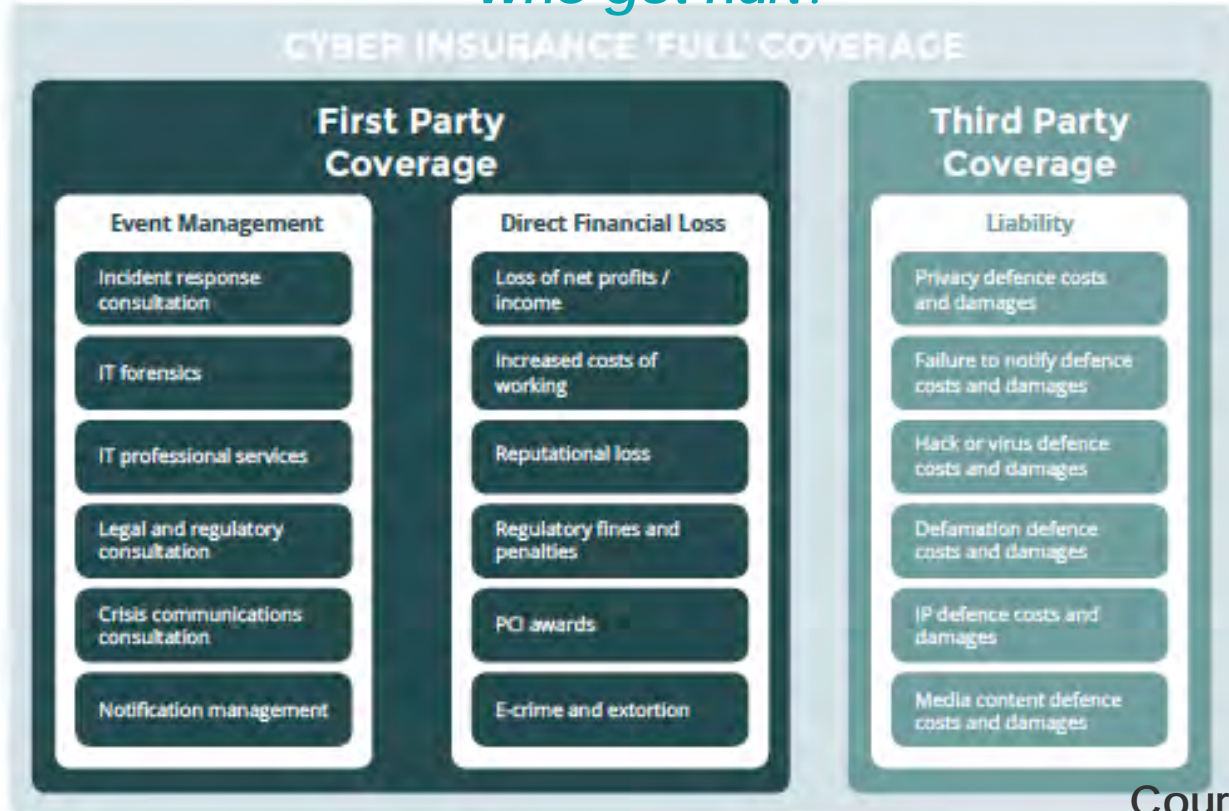 who got hurt?
CYBER INSURANCE 'FULL' COVERAGE
First Party
Coverage
Event Management
Incident response
consultation
IT forensics
IT professional services
Legal and regulatory
consultation
Crisis communications
consultation
Notification management
Direct Financial Loss
Loss of net profits /
income
Increased costs of
working
Reputational loss
Regulatory fines and
penalties
PCI awards
E-crime and extortion
Third Party
Coverage
Liability
Privacy defence costs
and damages
Failure to notify defence
costs and damages
Hack or virus defence
costs and damages
Defamation defence
costs and damages
IP defence costs and
damages
Media content defence
costs and damages